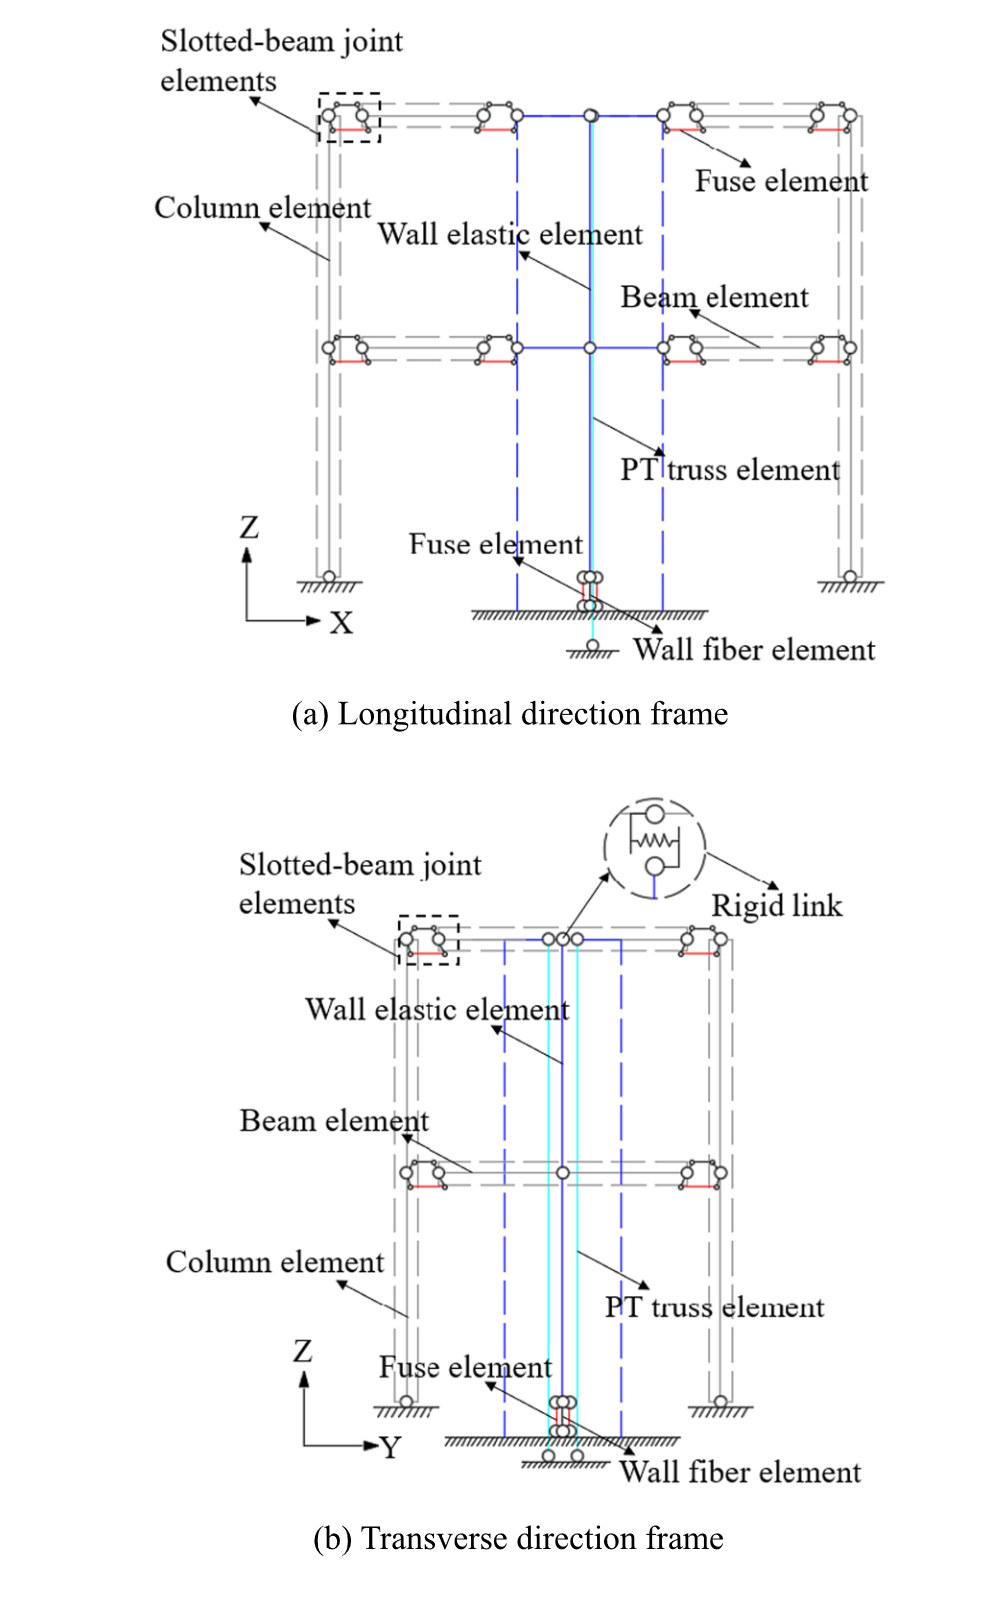 Slotted-beam joint
elements
Fuse element
Column element
Wall elastic element
Beam element
PT truss element
Z
Fuse element
X
Wall fiber element
(a) Longitudinal direction frame
Slotted-beam joint
elements
Rigid link
Wall elastic element
Beam element
Column element
PT truss element
Z
Fuse element
Y
Wall fiber element
(b) Transverse direction frame